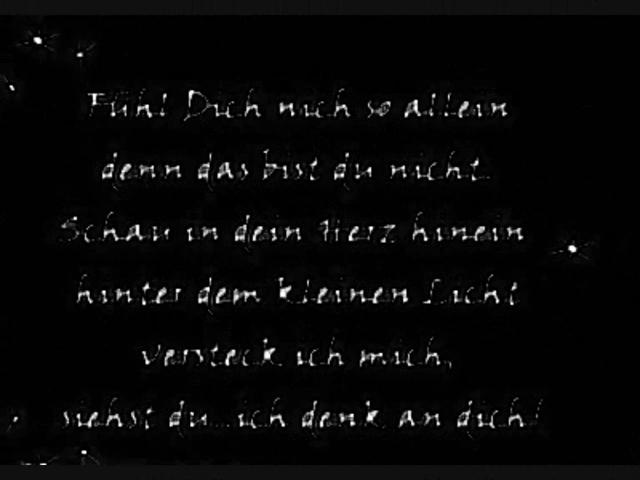 Fühl Dich nich so allein
denn das bist du nicht.
Schau in dein Herz hinein
hinter dem kleinen Licht
versteck ich mich,
siehst du...ich denk an dich!